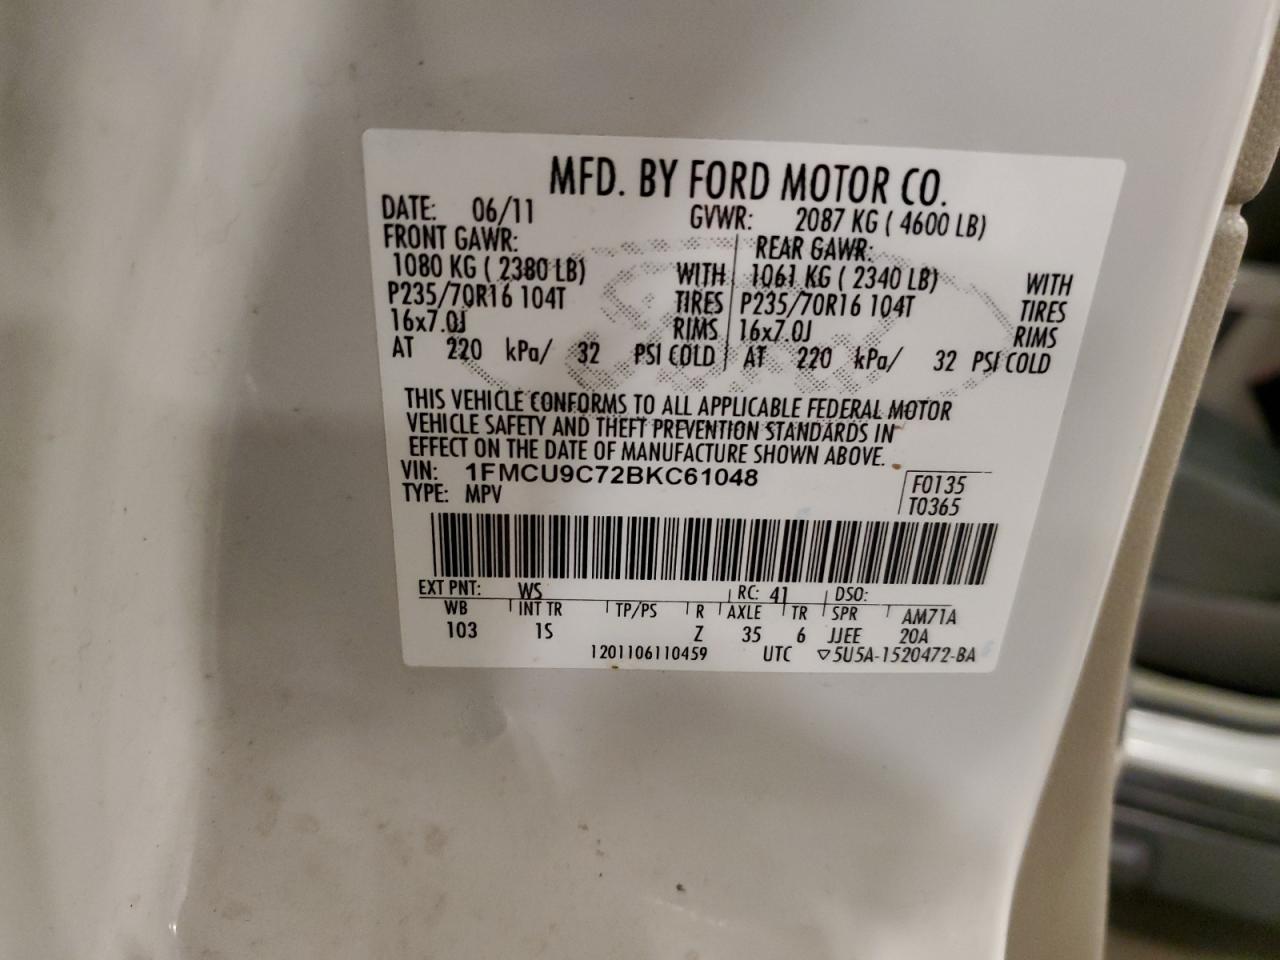 MFD. BY FORD MOTOR CO.
DATE: 06/11 GVWR: 2087 KG ( 4600 LB)
FRONT GAWR: REAR GAWR:
1080 KG ( 2380 LB) WITH 1061 KG ( 2340 LB) WITH
P235/70R16 104T TIRES P235/70R16 104T TIRES
16x7.0J RIMS 16x7.0J RIMS
AT 220 kPa/ 32 PSI COLD AT 220 kPa/ 32 PSI COLD
THIS VEHICLE CONFORMS TO ALL APPLICABLE FEDERAL MOTOR
VEHICLE SAFETY AND THEFT PREVENTION STANDARDS IN
EFFECT ON THE DATE OF MANUFACTURE SHOWN ABOVE.
VIN: 1FMCU9C72BKC61048 F0135
TYPE: MPV T0365
EXT PNT: WS RC: 41 DSO:
WB INT TR TP/PS R AXLE TR SPR AM71A
103 1S Z 35 6 JJEE 20A
1201106110459 UTC ▽5U5A-1520472-BA